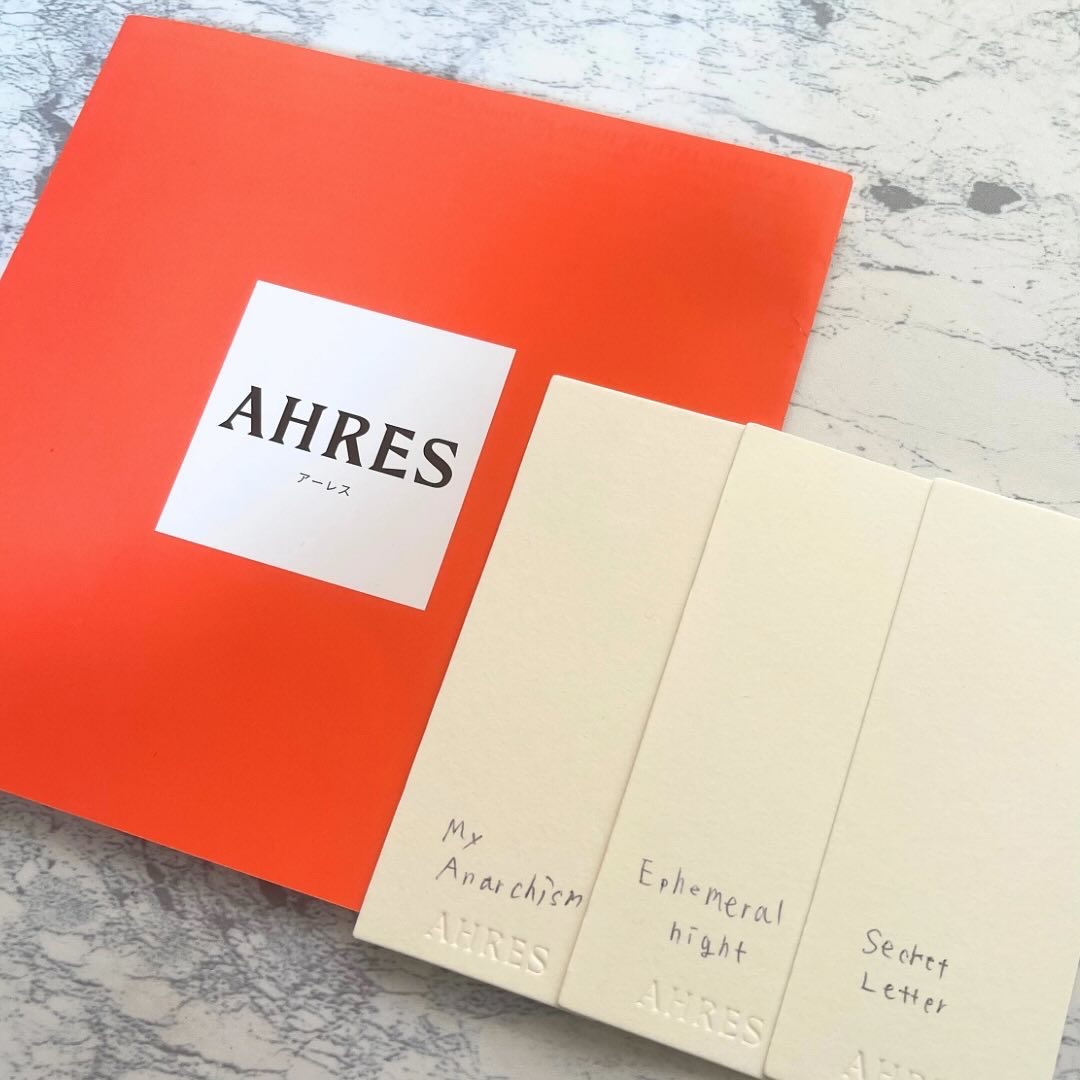 AHRES
アーレス
My
Anarchism
AHRES
Ephemeral
night
AHRES
Secret
Letter